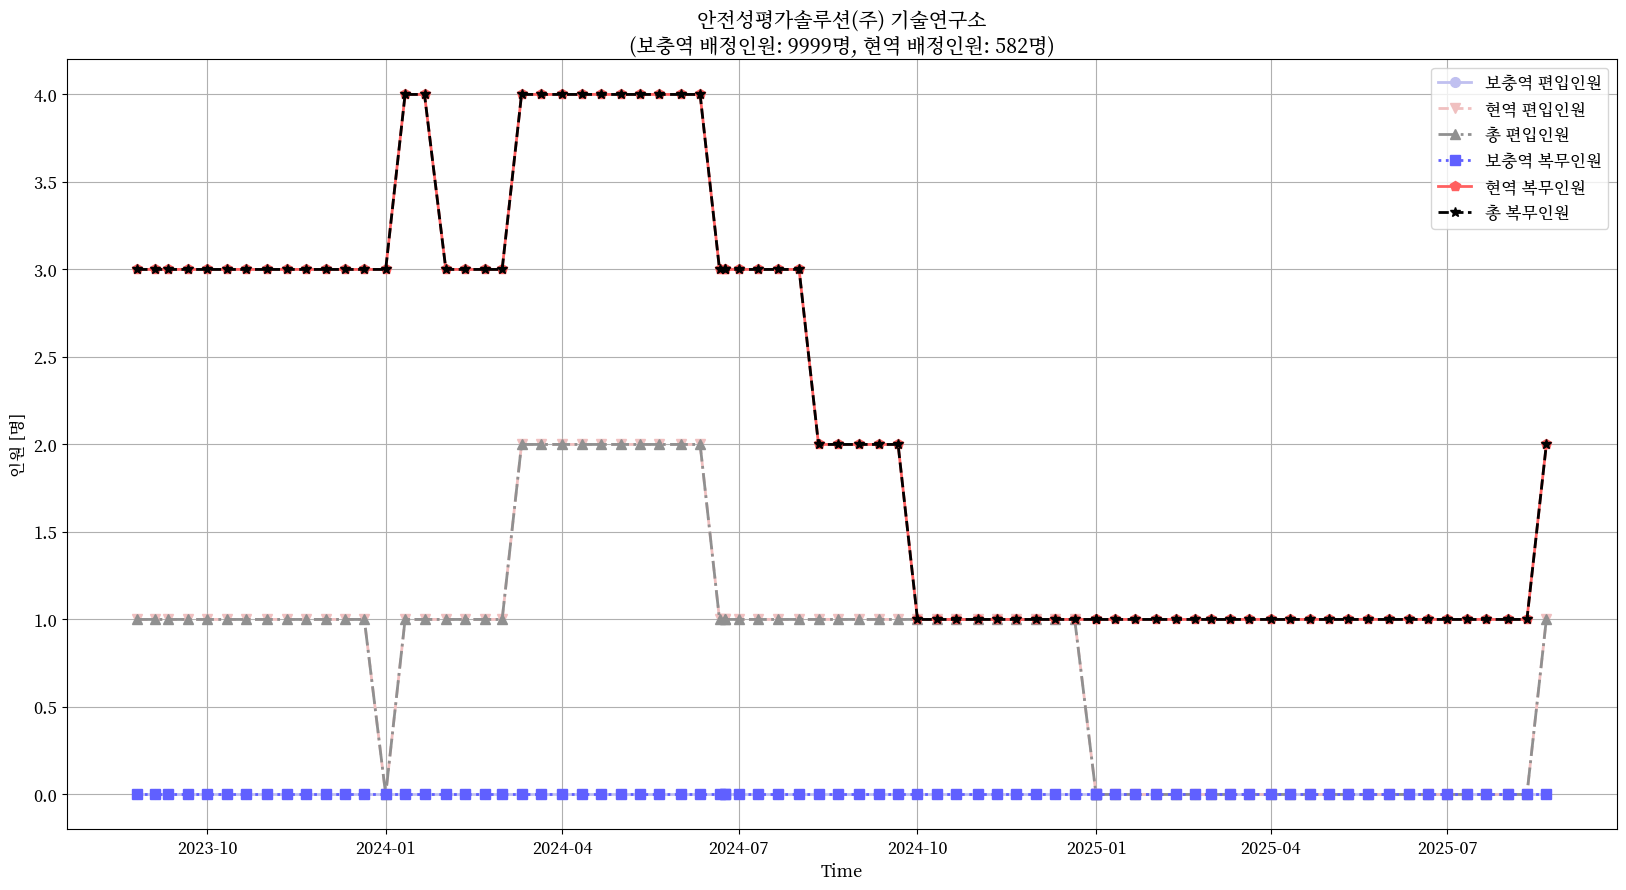 안전성평가솔루션(주) 기술연구소
(보충역 배정인원: 9999명, 현역 배정인원: 582명)
보충역 편입인원
현역 편입인원
총 편입인원
보충역 복무인원
현역 복무인원
총 복무인원
인원 [명]
4.0
3.5
3.0
2.5
2.0
1.5
1.0
0.5
0.0
2023-10
2024-01
2024-04
2024-07
2024-10
2025-01
2025-04
2025-07
Time